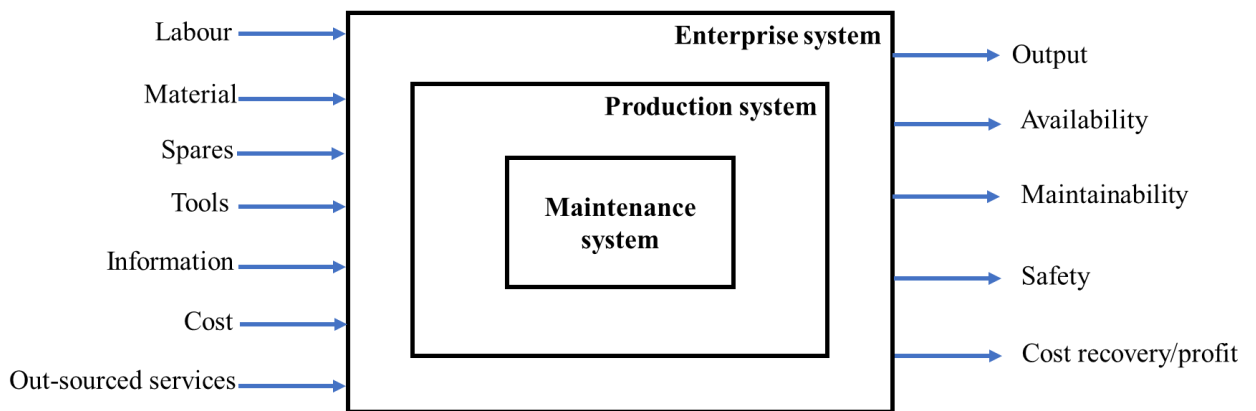 Labour
Material
Spares
Tools
Information
Cost
Out-sourced services
Enterprise system
Production system
Maintenance
system
Output
Availability
Maintainability
Safety
Cost recovery/profit